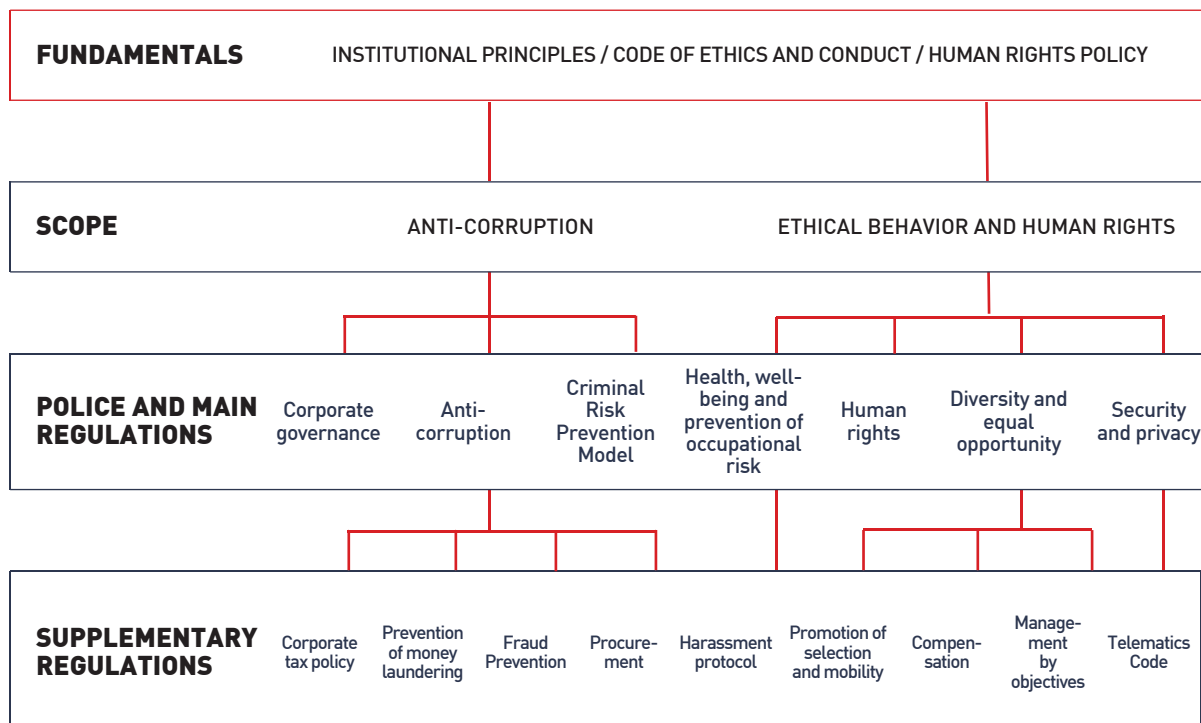 FUNDAMENTALS
INSTITUTIONAL PRINCIPLES / CODE OF ETHICS AND CONDUCT / HUMAN RIGHTS POLICY
SCOPE
ANTI-CORRUPTION
ETHICAL BEHAVIOR AND HUMAN RIGHTS
POLICE AND MAIN
REGULATIONS
Corporate
governance
Anti-
corruption
Criminal
Risk
Prevention
Model
Health, well-
being and
prevention of
occupational
risk
Human
rights
Diversity and
equal
opportunity
Security
and privacy
SUPPLEMENTARY
REGULATIONS
Corporate
tax policy
Prevention
of money
laundering
Fraud
Prevention
Procure-
ment
Harassment
protocol
Promotion of
selection
and mobility
Compen-
sation
Manage-
ment
by
objectives
Telematics
Code